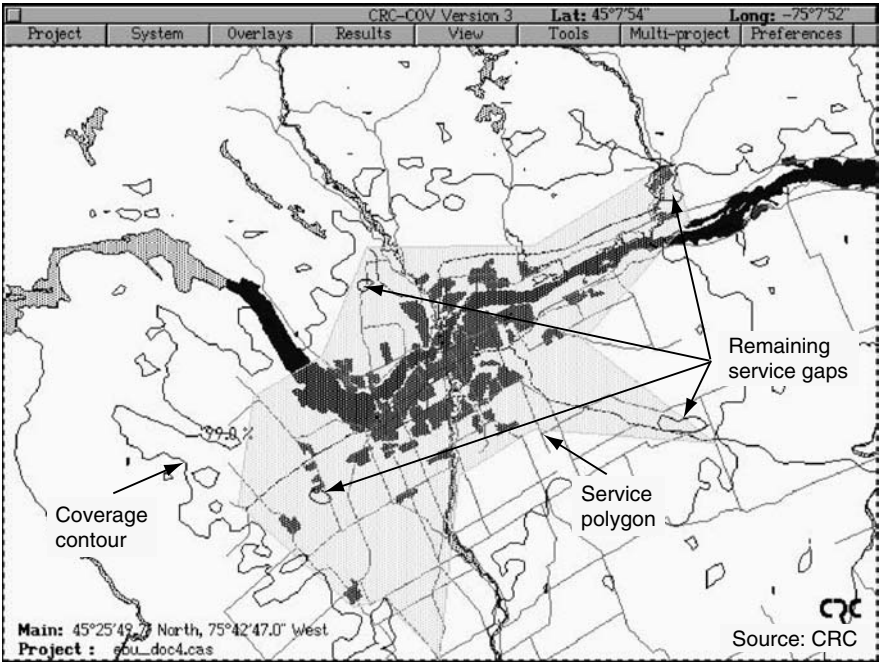 CRC-COV Version 3 Lat: 45°7'54" Long: -75°7'52"
Project System Overlays Results View Tools Multi-project Preferences
Remaining
service gaps
99.0 %
Coverage
contour
Service
polygon
CRC
Main: 45°25'49.7" North, 75°42'47.0" West
Source: CRC
Project : ebu_doc4.cas